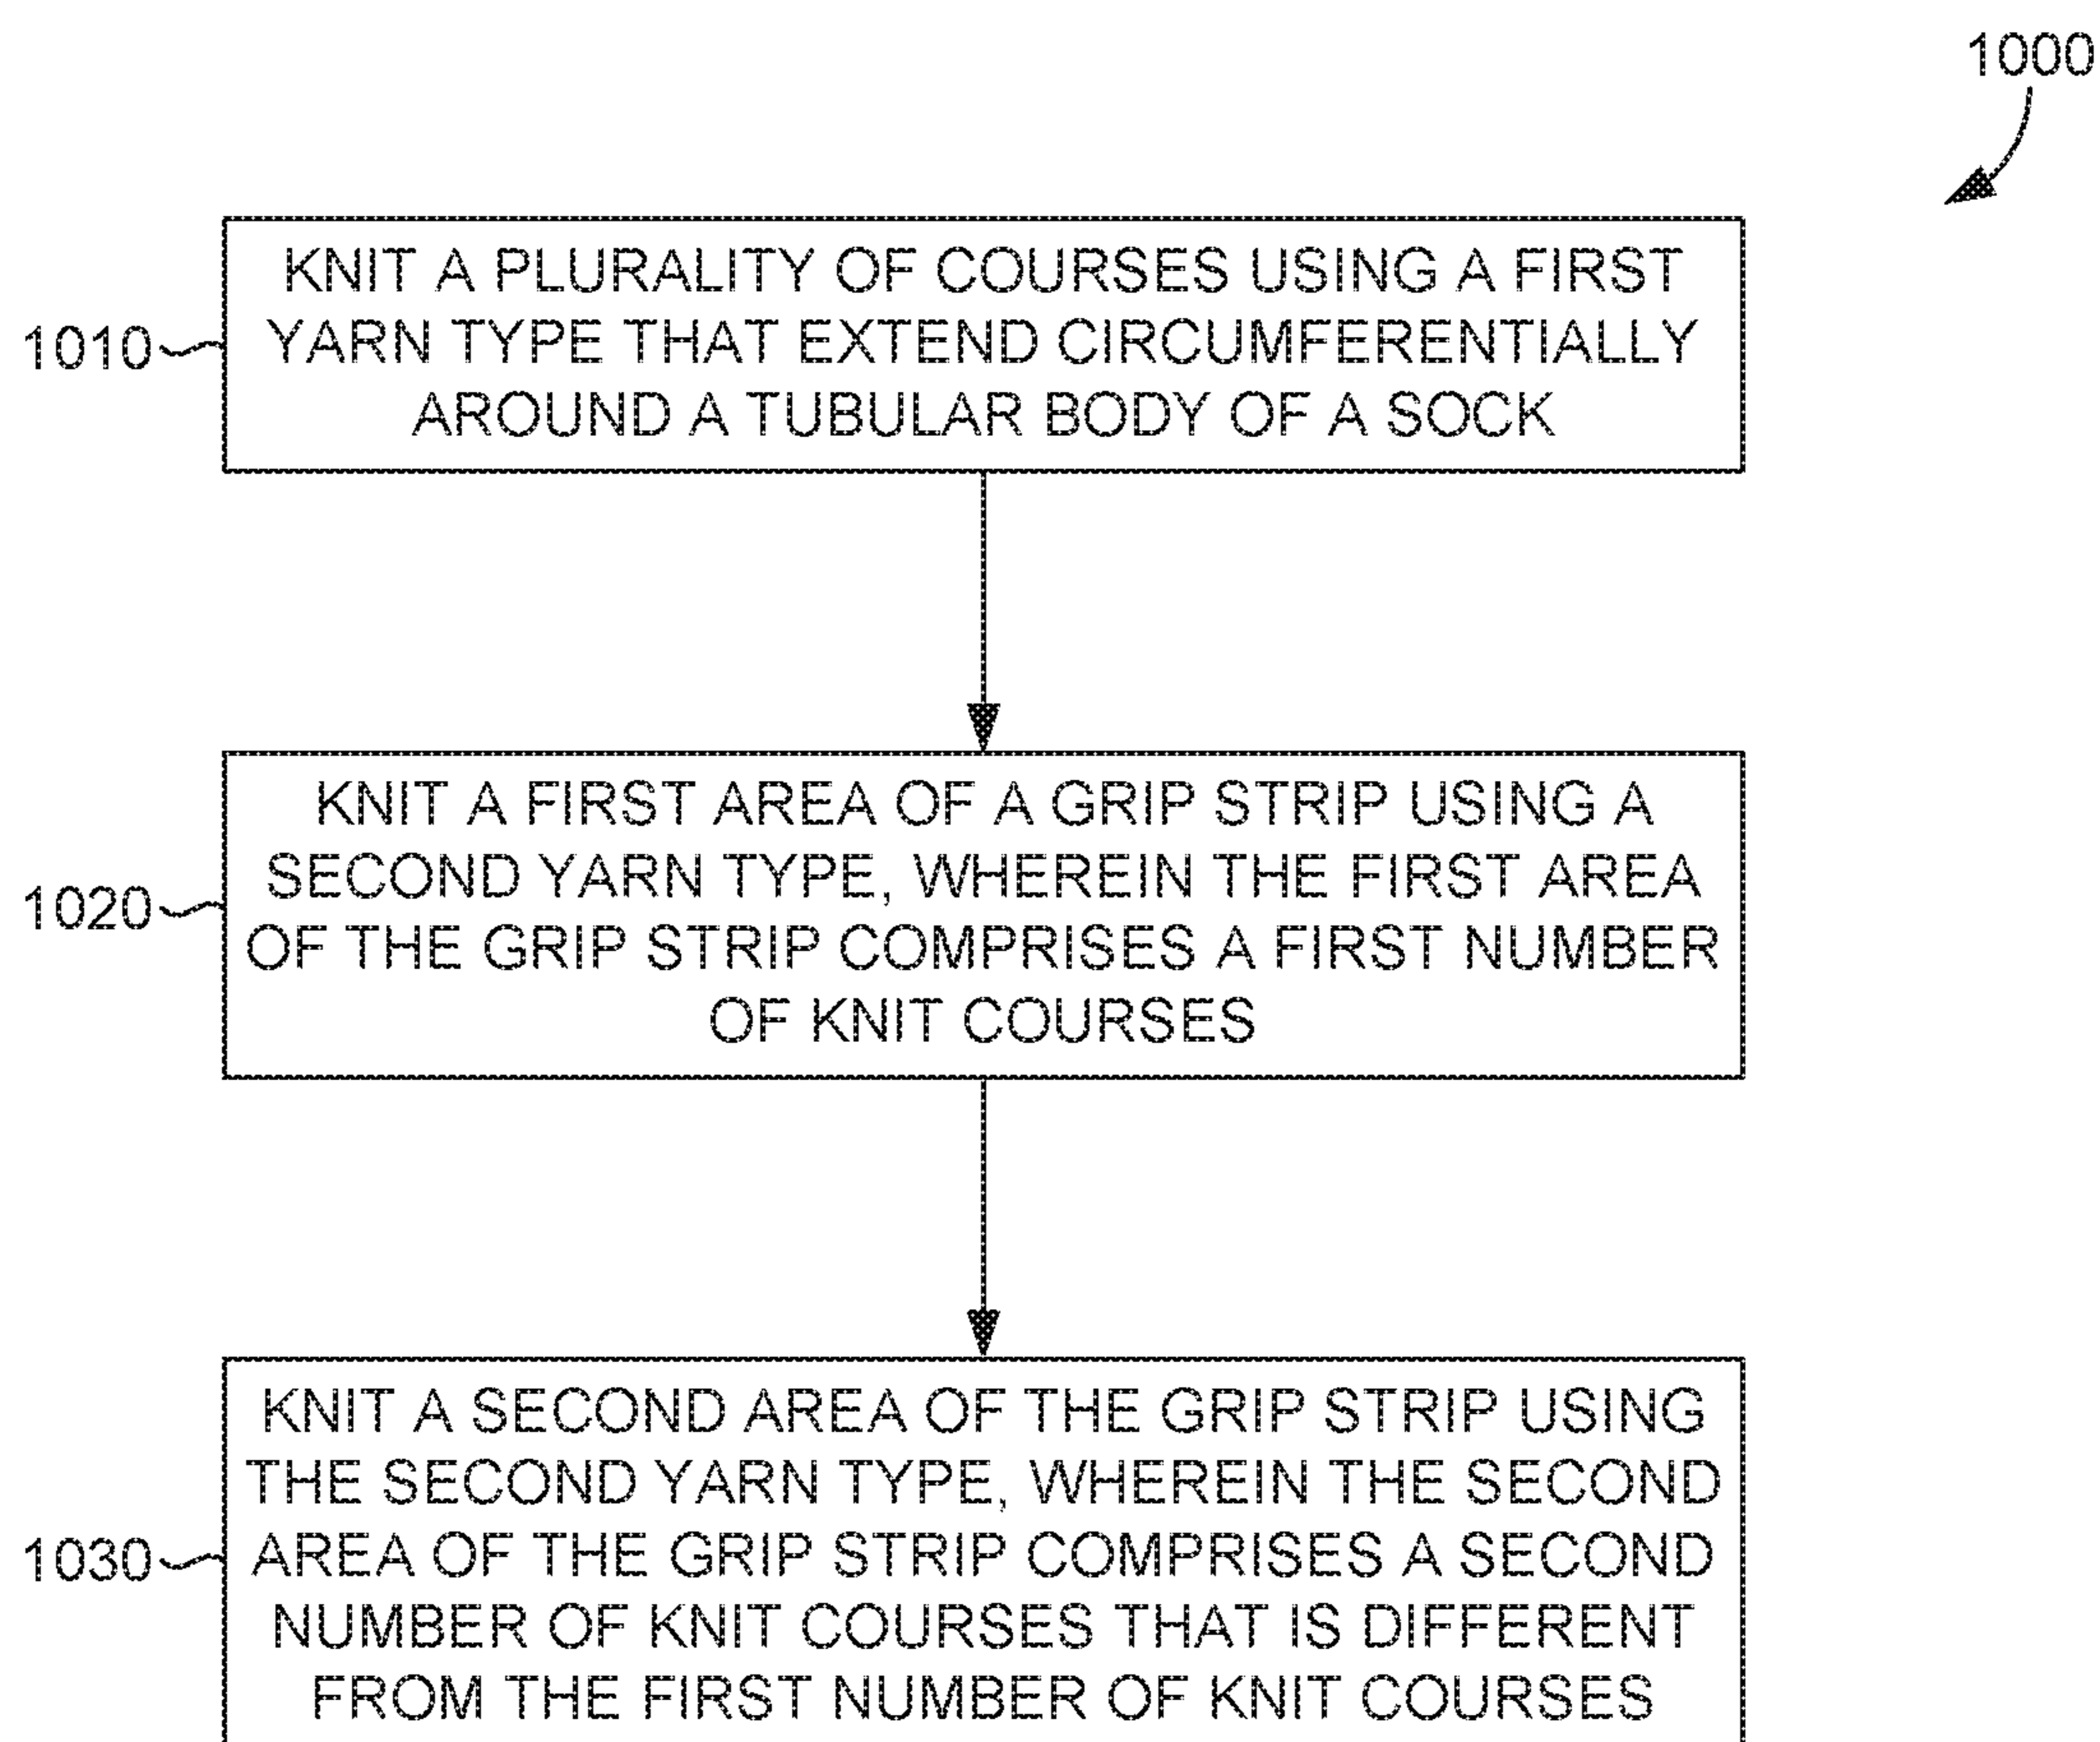 1000
1010
KNIT A PLURALITY OF COURSES USING A FIRST
YARN TYPE THAT EXTEND CIRCUMFERENTIALLY
AROUND A TUBULAR BODY OF A SOCK
1020
KNIT A FIRST AREA OF A GRIP STRIP USING A
SECOND YARN TYPE, WHEREIN THE FIRST AREA
OF THE GRIP STRIP COMPRISES A FIRST NUMBER
OF KNIT COURSES
1030
KNIT A SECOND AREA OF THE GRIP STRIP USING
THE SECOND YARN TYPE, WHEREIN THE SECOND
AREA OF THE GRIP STRIP COMPRISES A SECOND
NUMBER OF KNIT COURSES THAT IS DIFFERENT
FROM THE FIRST NUMBER OF KNIT COURSES